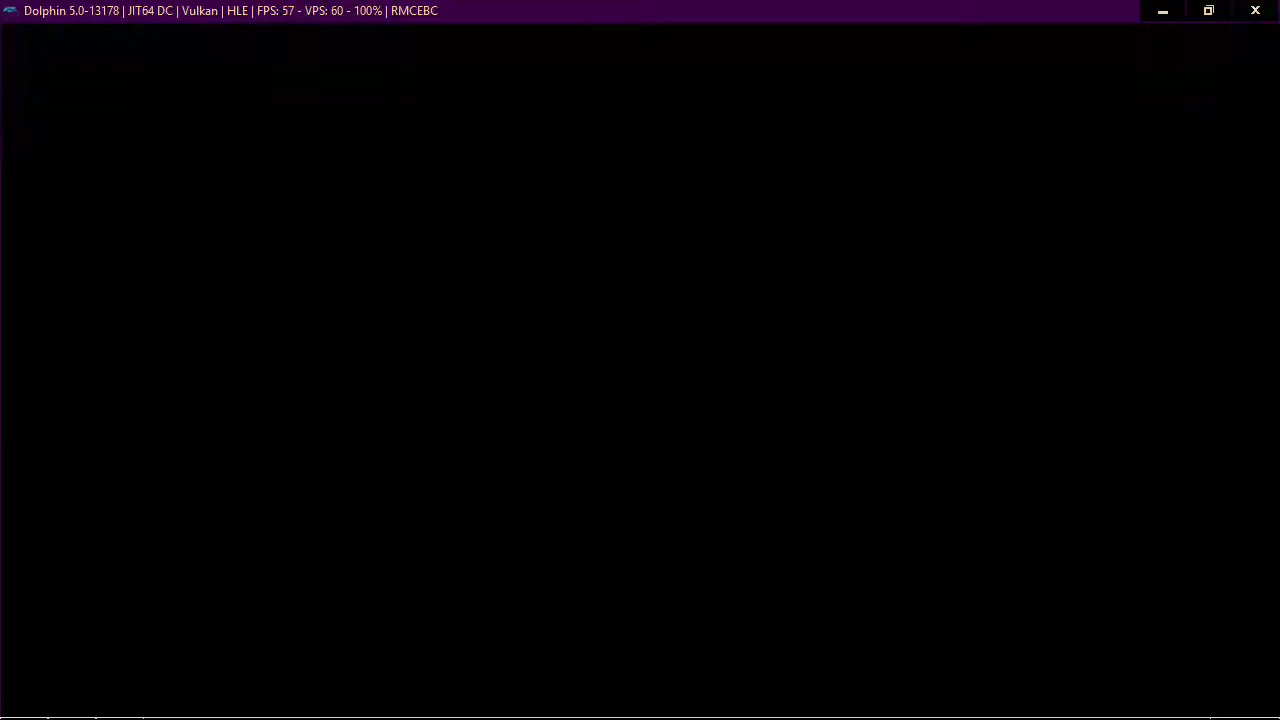 Dolphin 5.0-13178 | JIT64 DC | Vulkan | HLE | FPS: 57 - VPS: 60 - 100% | RMCEBC